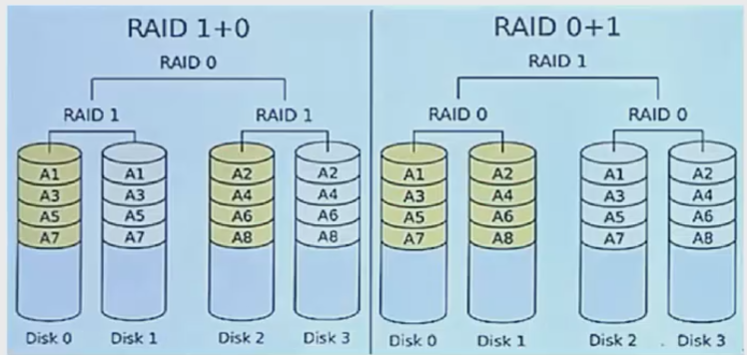 RAID 1+0
RAID 0
RAID 1 RAID 1
A1 A1 A2 A2
A3 A3 A4 A4
A5 A5 A6 A6
A7 A7 A8 A8
Disk 0 Disk 1 Disk 2 Disk 3
RAID 0+1
RAID 1
RAID 0 RAID 0
A1 A2 A1 A2
A3 A4 A3 A4
A5 A6 A5 A6
A7 A8 A7 A8
Disk 0 Disk 1 Disk 2 Disk 3